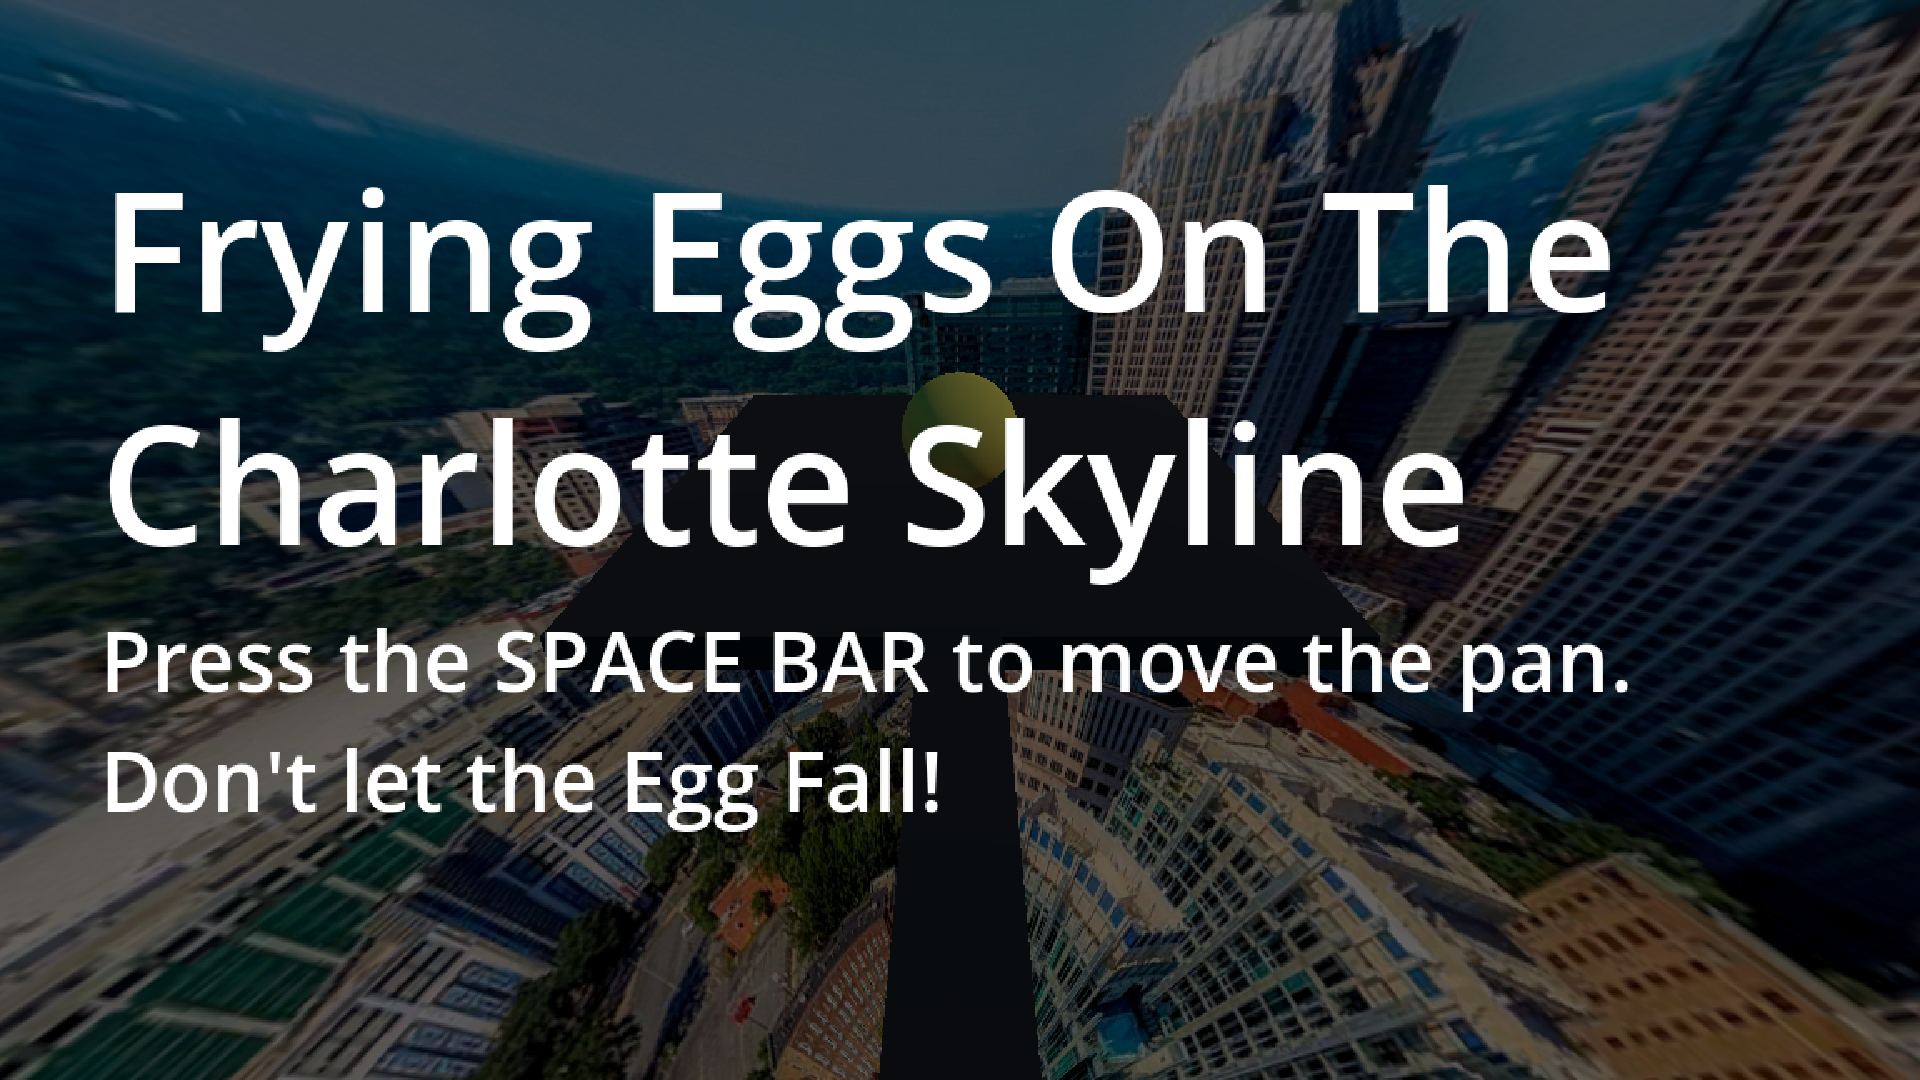 Frying Eggs On The
Charlotte Skyline
Press the SPACE BAR to move the pan.
Don't let the Egg Fall!